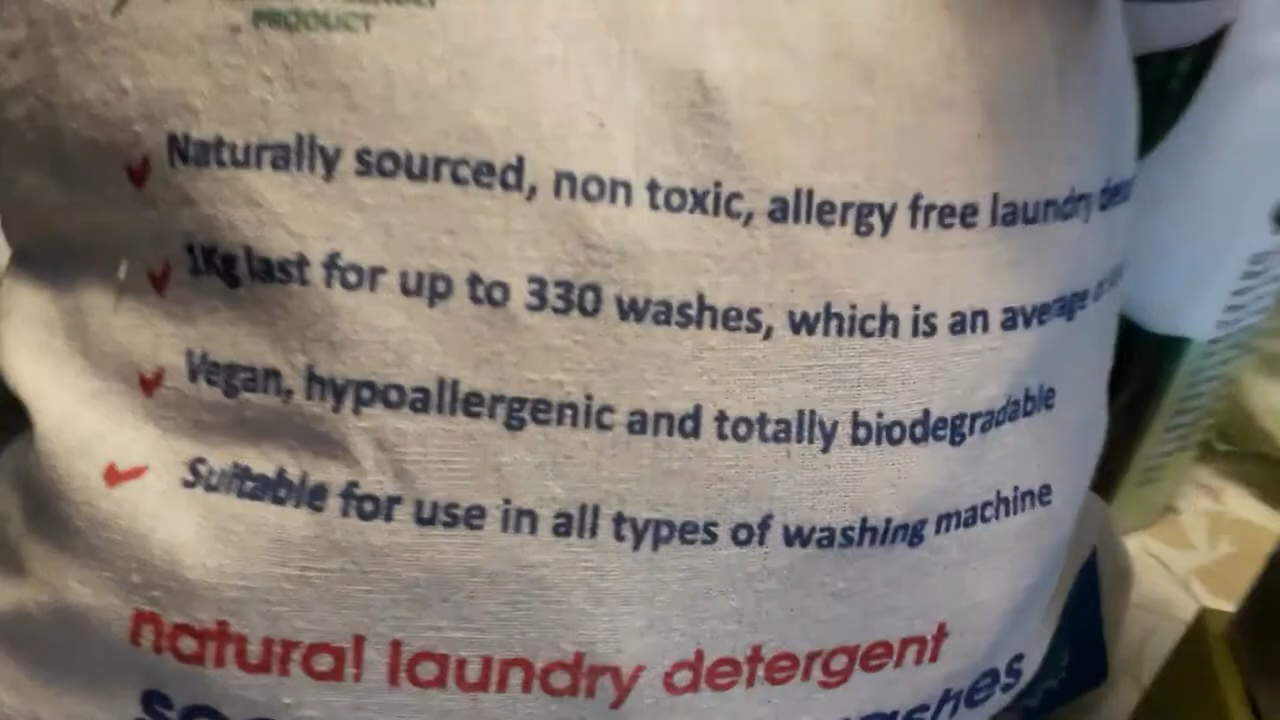 PRODUCT
Naturally sourced, non toxic, allergy free laundry
1Kg last for up to 330 washes, which is an average
Vegan, hypoallergenic and totally biodegradable
Suitable for use in all types of washing machine
natural laundry detergent